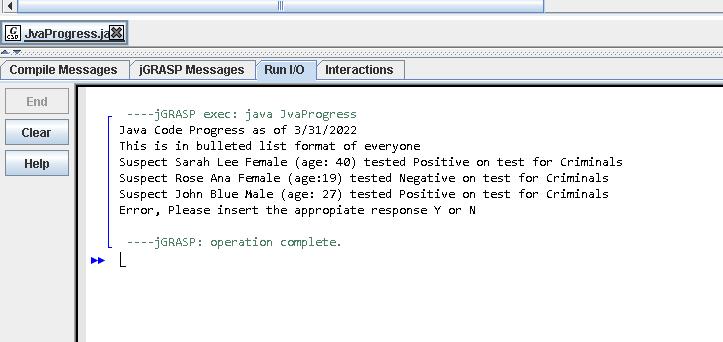 JvaProgress.ja
Compile Messages jGRASP Messages Run I/O Interactions
End
Clear
Help
----jGRASP exec: java JvaProgress
Java Code Progress as of 3/31/2022
This is in bulleted list format of everyone
Suspect Sarah Lee Female (age: 40) tested Positive on test for Criminals
Suspect Rose Ana Female (age:19) tested Negative on test for Criminals
Suspect John Blue Male (age: 27) tested Positive on test for Criminals
Error, Please insert the appropiate response Y or N
----jGRASP: operation complete.